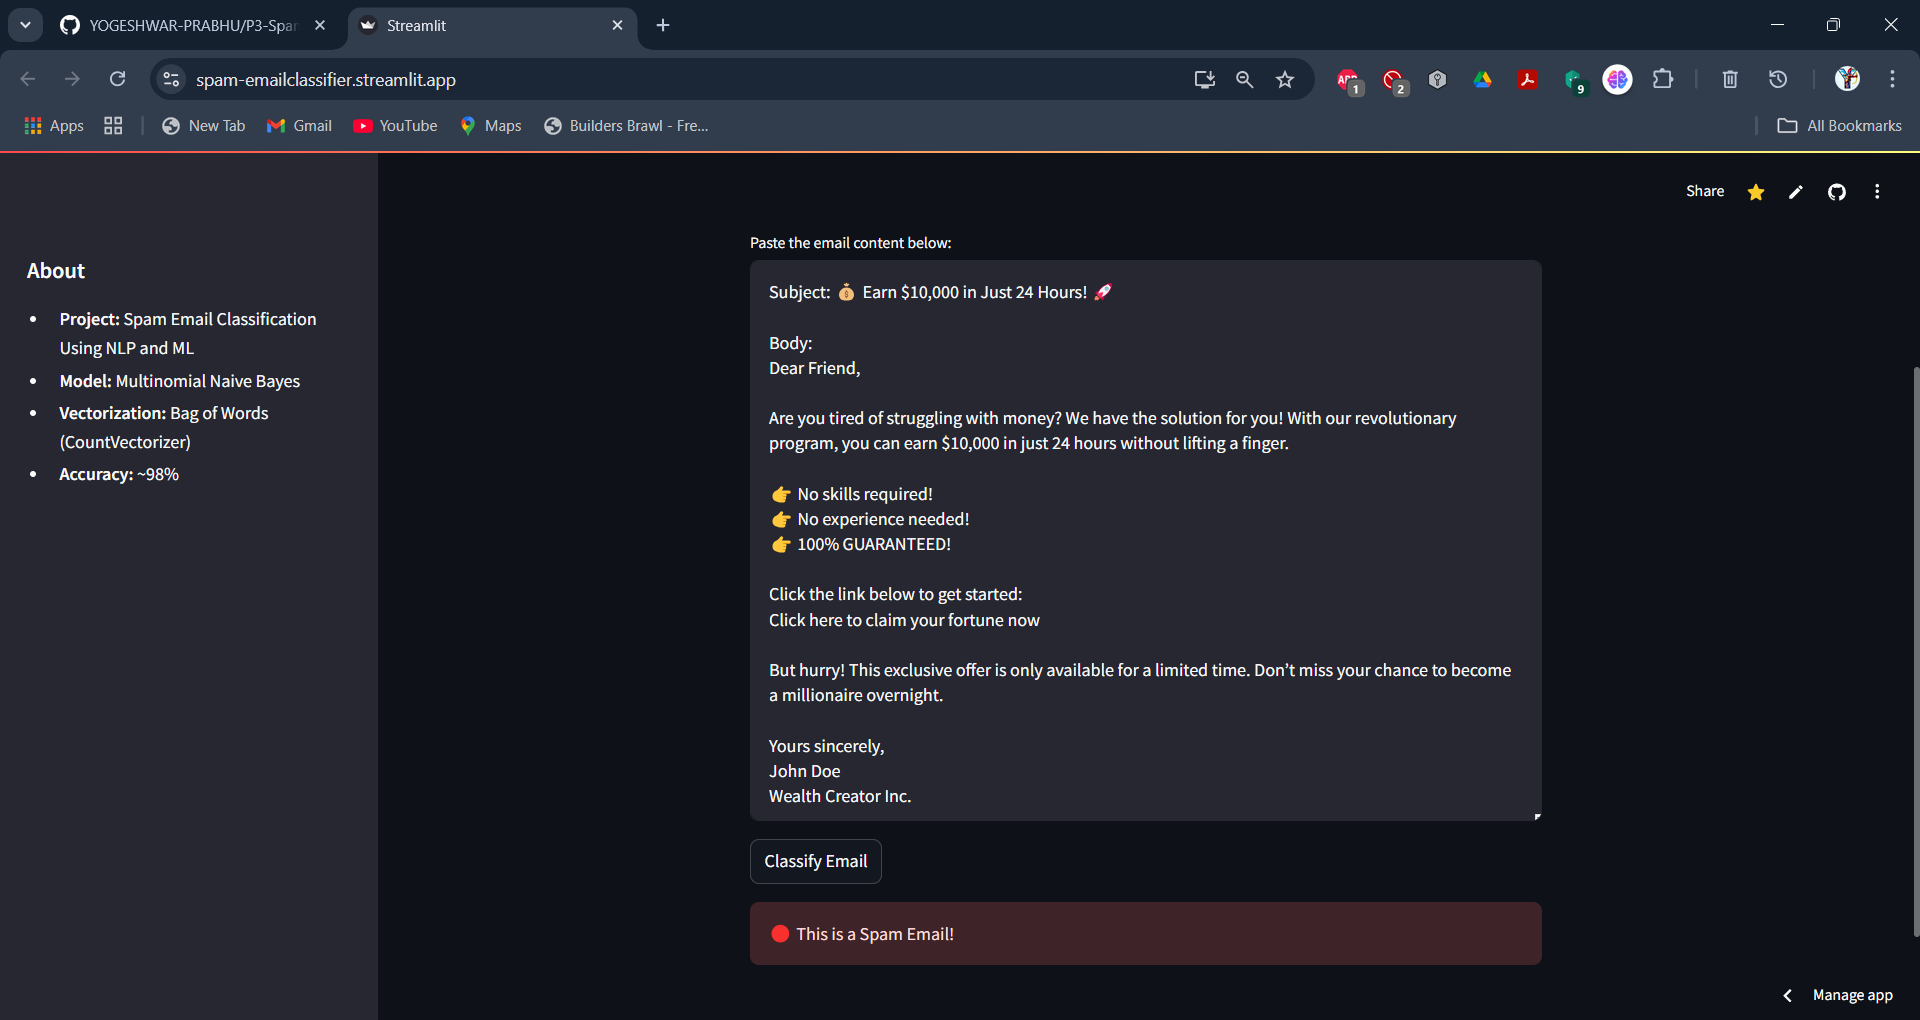 YOGESHWAR-PRABHU/P3-Spa
Streamlit
spam-emailclassifier.streamlit.app
1
2
9
Apps
New Tab
Gmail
YouTube
Maps
Builders Brawl - Fre...
All Bookmarks
Share
About
• Project: Spam Email Classification
Using NLP and ML
• Model: Multinomial Naive Bayes
• Vectorization: Bag of Words
(CountVectorizer)
• Accuracy: ~98%
Paste the email content below:
Subject: 💰 Earn $10,000 in Just 24 Hours! 🚀
Body:
Dear Friend,
Are you tired of struggling with money? We have the solution for you! With our revolutionary
program, you can earn $10,000 in just 24 hours without lifting a finger.
👉 No skills required!
👉 No experience needed!
👉 100% GUARANTEED!
Click the link below to get started:
Click here to claim your fortune now
But hurry! This exclusive offer is only available for a limited time. Don’t miss your chance to become
a millionaire overnight.
Yours sincerely,
John Doe
Wealth Creator Inc.
Classify Email
🔴 This is a Spam Email!
Manage app